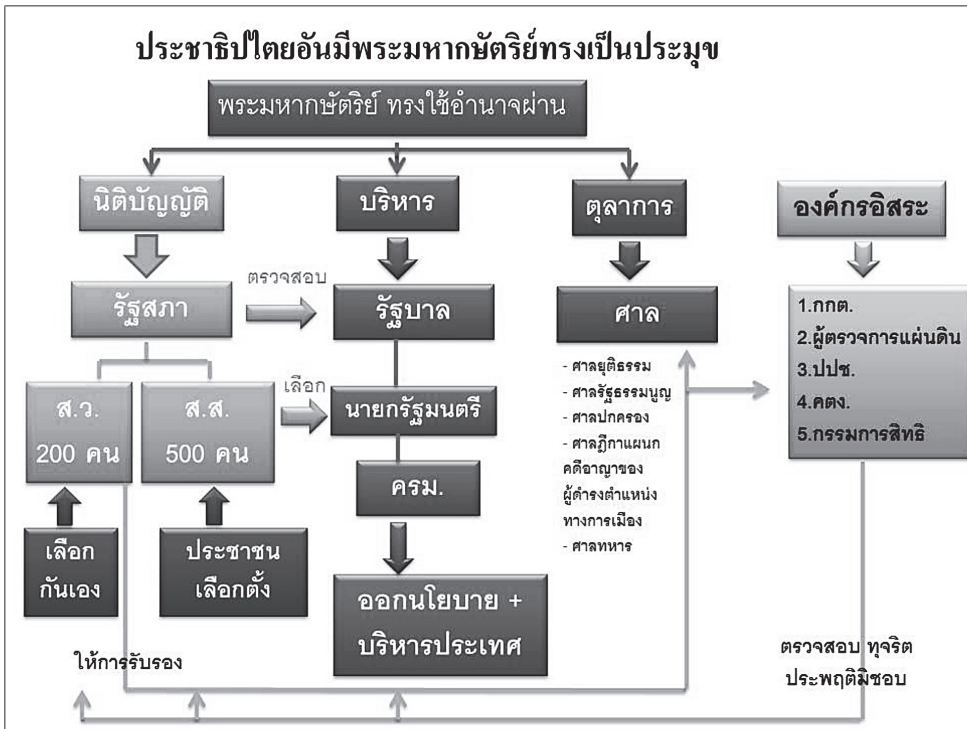 ประชาธิปไตยอันมีพระมหากษัตริย์ทรงเป็นประมุข
พระมหากษัตริย์ ทรงใช้อำนาจผ่าน
นิติบัญญัติ
บริหาร
ตุลาการ
องค์กรอิสระ
รัฐสภา
ตรวจสอบ
รัฐบาล
ศาล
1.กกต.
2.ผู้ตรวจการแผ่นดิน
3.ปปช.
4.คตง.
5.กรรมการสิทธิ
ส.ว.
200 คน
ส.ส.
500 คน
เลือก
นายกรัฐมนตรี
- ศาลยุติธรรม
- ศาลรัฐธรรมนูญ
- ศาลปกครอง
- ศาลฎีกาแผนก
คดีอาญาของ
ผู้ดำรงตำแหน่ง
ทางการเมือง
- ศาลทหาร
ครม.
เลือก
กันเอง
ประชาชน
เลือกตั้ง
ออกนโยบาย +
บริหารประเทศ
ให้การรับรอง
ตรวจสอบ ทุจริต
ประพฤติมิชอบ